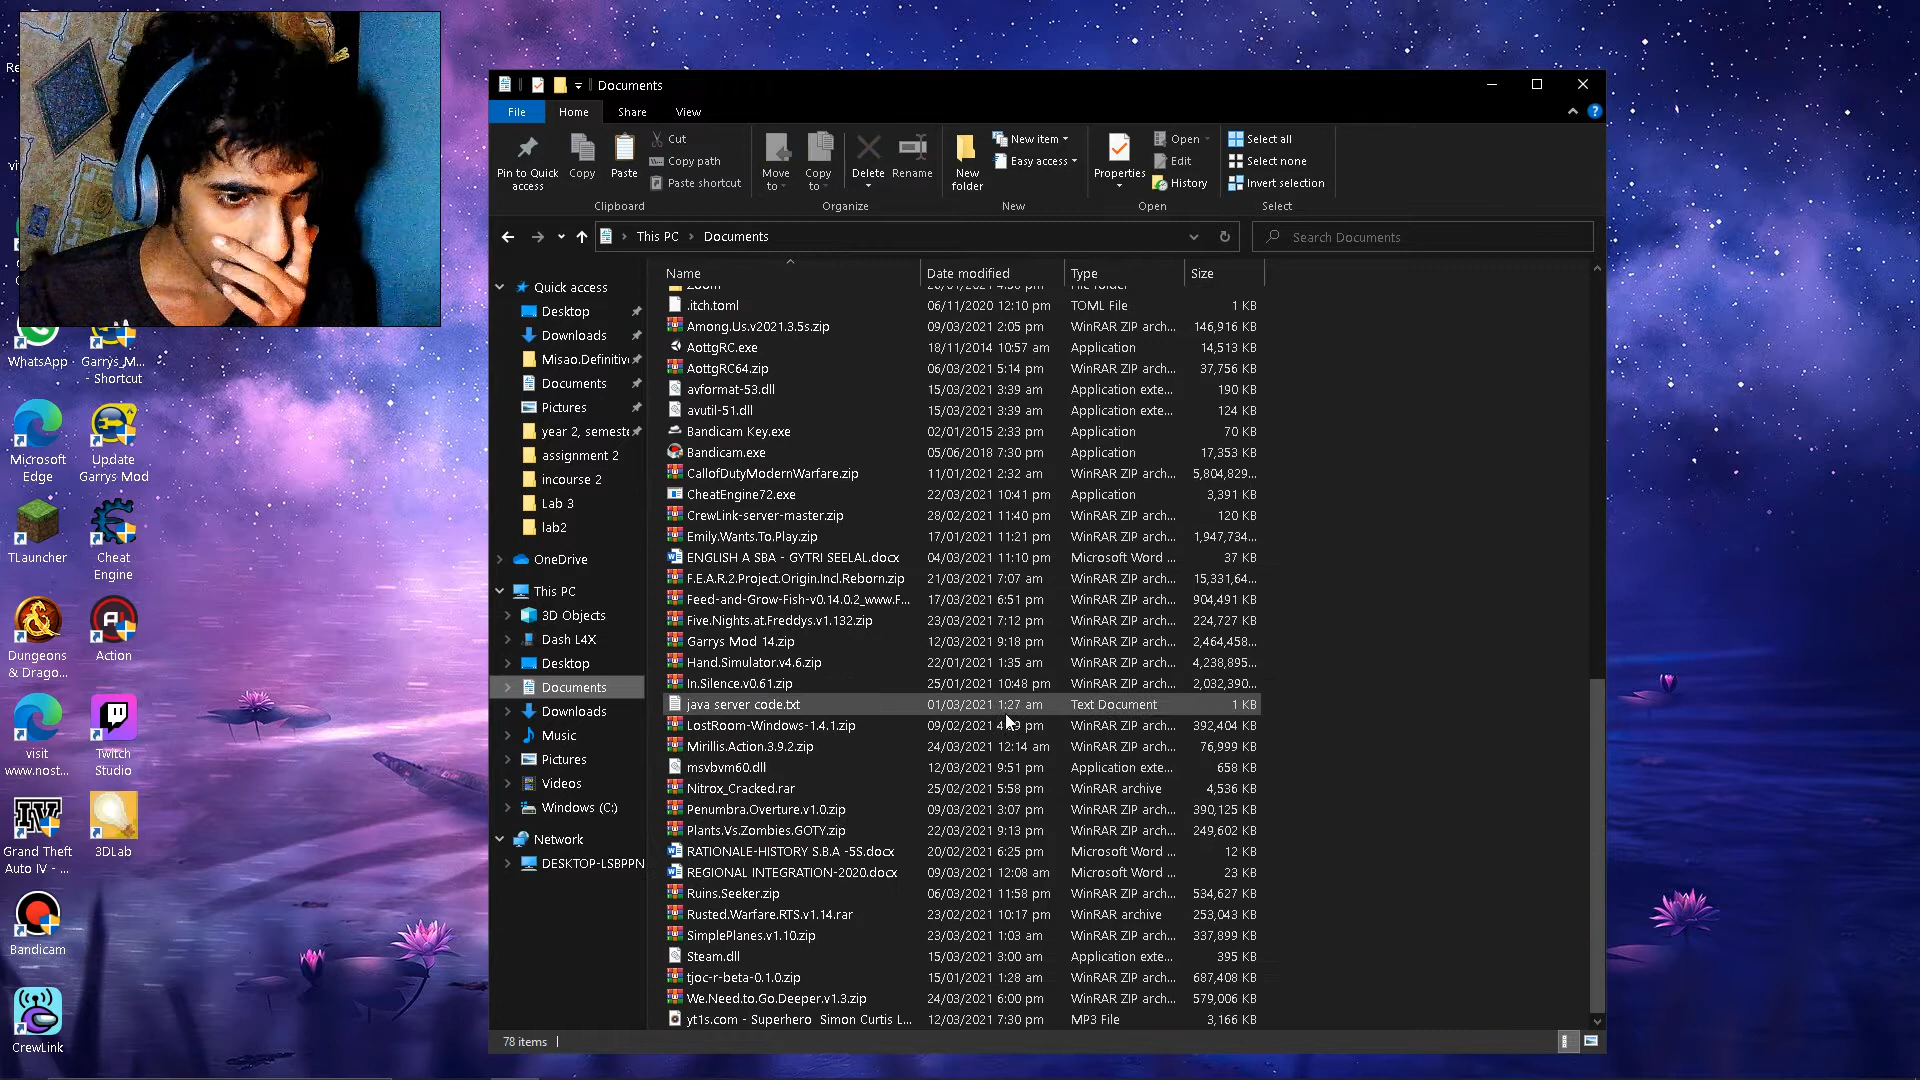 Documents
File Home Share View
Pin to Quick access
Copy
Paste
Cut
Copy path
Paste shortcut
Move to
Copy to
Delete
Rename
New folder
New item
Easy access
Properties
Open
Edit
History
Select all
Select none
Invert selection
Clipboard Organize New Open Select
This PC Documents
Search Documents
Quick access
Desktop
Downloads
Misao.Definitiv
Documents
Pictures
year 2, semest
assignment 2
incourse 2
Lab 3
lab2
OneDrive
This PC
3D Objects
Dash L4X
Desktop
Documents
Downloads
Music
Pictures
Videos
Windows (C:)
Network
DESKTOP-LSBPPN
Name Date modified Type Size
.itch.toml 06/11/2020 12:10 pm TOML File 1 KB
Among.Us.v2021.3.5s.zip 09/03/2021 2:05 pm WinRAR ZIP arch... 146,916 KB
AottgRC.exe 18/11/2014 10:57 am Application 14,513 KB
AottgRC64.zip 06/03/2021 5:14 pm WinRAR ZIP arch... 37,756 KB
avformat-53.dll 15/03/2021 3:39 am Application exte... 190 KB
avutil-51.dll 15/03/2021 3:39 am Application exte... 124 KB
Bandicam Key.exe 02/01/2015 2:33 pm Application 70 KB
Bandicam.exe 05/06/2018 7:30 pm Application 17,353 KB
CallofDutyModernWarfare.zip 11/01/2021 2:32 am WinRAR ZIP arch... 5,804,829...
CheatEngine72.exe 22/03/2021 10:41 pm Application 3,391 KB
CrewLink-server-master.zip 28/02/2021 11:40 pm WinRAR ZIP arch... 120 KB
Emily.Wants.To.Play.zip 17/01/2021 11:21 pm WinRAR ZIP arch... 1,947,734...
ENGLISH A SBA - GYTRI SEELAL.docx 04/03/2021 11:10 pm Microsoft Word ... 37 KB
F.E.A.R.2.Project.Origin.Incl.Reborn.zip 21/03/2021 7:07 am WinRAR ZIP arch... 15,331,64...
Feed-and-Grow-Fish-v0.14.0.2_www.F... 17/03/2021 6:51 pm WinRAR ZIP arch... 904,491 KB
Five.Nights.at.Freddys.v1.132.zip 23/03/2021 7:12 pm WinRAR ZIP arch... 224,727 KB
Garrys Mod 14.zip 12/03/2021 9:18 pm WinRAR ZIP arch... 2,464,458...
Hand.Simulator.v4.6.zip 22/01/2021 1:35 am WinRAR ZIP arch... 4,238,895...
In.Silence.v0.61.zip 25/01/2021 10:48 pm WinRAR ZIP arch... 2,032,390...
java server code.txt 01/03/2021 1:27 am Text Document 1 KB
LostRoom-Windows-1.4.1.zip 09/02/2021 pm WinRAR ZIP arch... 392,404 KB
Mirillis.Action.3.9.2.zip 24/03/2021 12:14 am WinRAR ZIP arch... 76,999 KB
msvbvm60.dll 12/03/2021 9:51 pm Application exte... 658 KB
Nitrox_Cracked.rar 25/02/2021 5:58 pm WinRAR archive 4,536 KB
Penumbra.Overture.v1.0.zip 09/03/2021 3:07 pm WinRAR ZIP arch... 390,125 KB
Plants.Vs.Zombies.GOTY.zip 22/03/2021 9:13 pm WinRAR ZIP arch... 249,602 KB
RATIONALE-HISTORY S.B.A -5S.docx 20/02/2021 6:25 pm Microsoft Word ... 12 KB
REGIONAL INTEGRATION-2020.docx 09/03/2021 12:08 am Microsoft Word ... 23 KB
Ruins.Seeker.zip 06/03/2021 11:58 pm WinRAR ZIP arch... 534,627 KB
Rusted.Warfare.RTS.v1.14.rar 23/02/2021 10:17 pm WinRAR archive 253,043 KB
SimplePlanes.v1.10.zip 23/03/2021 1:03 am WinRAR ZIP arch... 337,899 KB
Steam.dll 15/03/2021 3:00 am Application exte... 395 KB
tjoc-r-beta-0.1.0.zip 15/01/2021 1:28 am WinRAR ZIP arch... 687,408 KB
We.Need.to.Go.Deeper.v1.3.zip 24/03/2021 6:00 pm WinRAR ZIP arch... 579,006 KB
yt1s.com - Superhero Simon Curtis L... 12/03/2021 7:30 pm MP3 File 3,166 KB
78 items
WhatsApp
Garrys_M... - Shortcut
Microsoft Edge
Update Garrys Mod
TLauncher
Cheat Engine
Dungeons & Drago...
Action
visit www.nost...
Twitch Studio
Grand Theft Auto IV - ...
3DLab
Bandicam
CrewLink